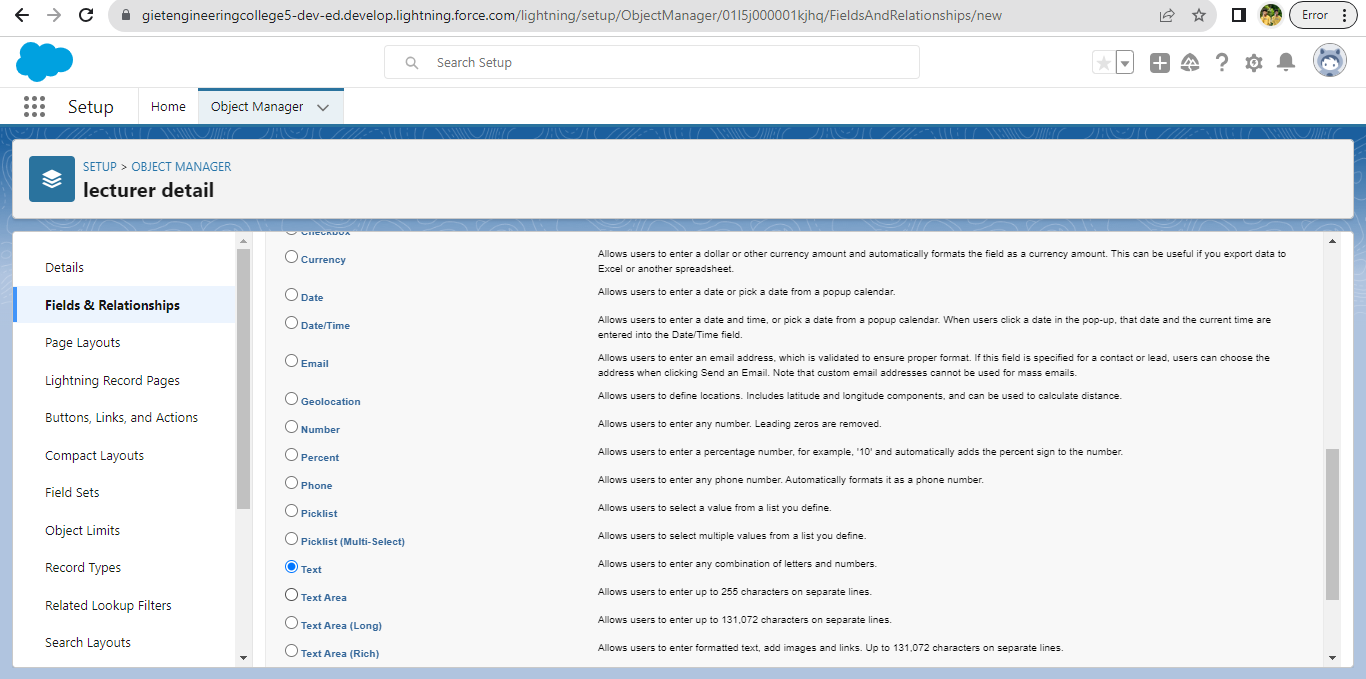 gietengineeringcollege5-dev-ed.develop.lightning.force.com/lightning/setup/ObjectManager/01I5j000001kjhq/FieldsAndRelationships/new
Error
Search Setup
Setup
Home
Object Manager
SETUP > OBJECT MANAGER
lecturer detail
Details
Fields & Relationships
Page Layouts
Lightning Record Pages
Buttons, Links, and Actions
Compact Layouts
Field Sets
Object Limits
Record Types
Related Lookup Filters
Search Layouts
Checkbox
Currency
Allows users to enter a dollar or other currency amount and automatically formats the field as a currency amount. This can be useful if you export data to
Excel or another spreadsheet.
Date
Allows users to enter a date or pick a date from a popup calendar.
Date/Time
Allows users to enter a date and time, or pick a date from a popup calendar. When users click a date in the pop-up, that date and the current time are
entered into the Date/Time field.
Email
Allows users to enter an email address, which is validated to ensure proper format. If this field is specified for a contact or lead, users can choose the
address when clicking Send an Email. Note that custom email addresses cannot be used for mass emails.
Geolocation
Allows users to define locations. Includes latitude and longitude components, and can be used to calculate distance.
Number
Allows users to enter any number. Leading zeros are removed.
Percent
Allows users to enter a percentage number, for example, '10' and automatically adds the percent sign to the number.
Phone
Allows users to enter any phone number. Automatically formats it as a phone number.
Picklist
Allows users to select a value from a list you define.
Picklist (Multi-Select)
Allows users to select multiple values from a list you define.
Text
Allows users to enter any combination of letters and numbers.
Text Area
Allows users to enter up to 255 characters on separate lines.
Text Area (Long)
Allows users to enter up to 131,072 characters on separate lines.
Text Area (Rich)
Allows users to enter formatted text, add images and links. Up to 131,072 characters on separate lines.